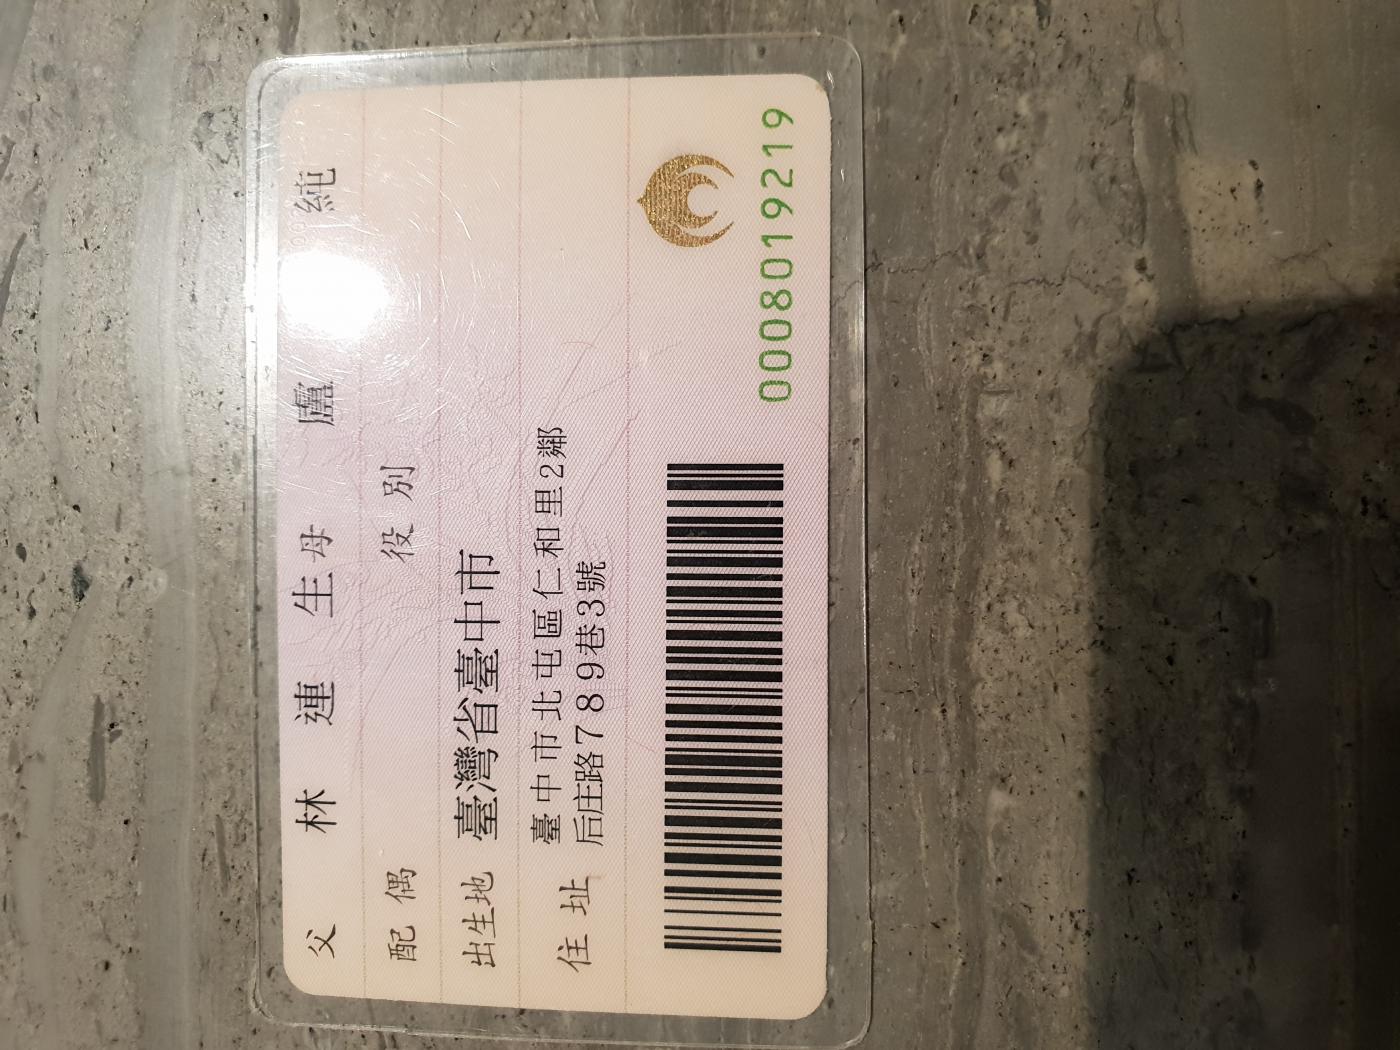 父 林 連 生 母 盧 純
配偶 役別
出生地 臺灣省臺中市
住址 臺中市北屯區仁和里2鄰
后庄路789巷3號
0008019219